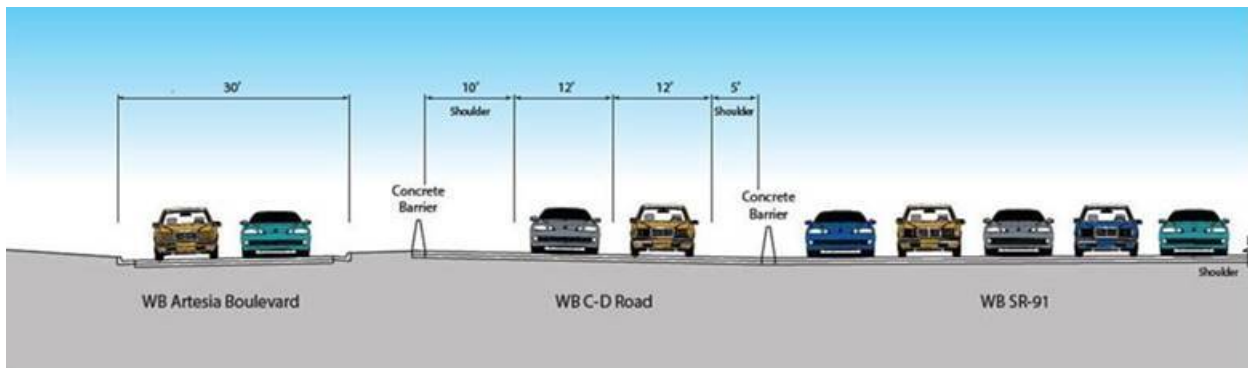 30'
10'
12'
12'
5'
Shoulder
Shoulder
Concrete
Barrier
Concrete
Barrier
Shoulder
WB Artesia Boulevard
WB C-D Road
WB SR-91